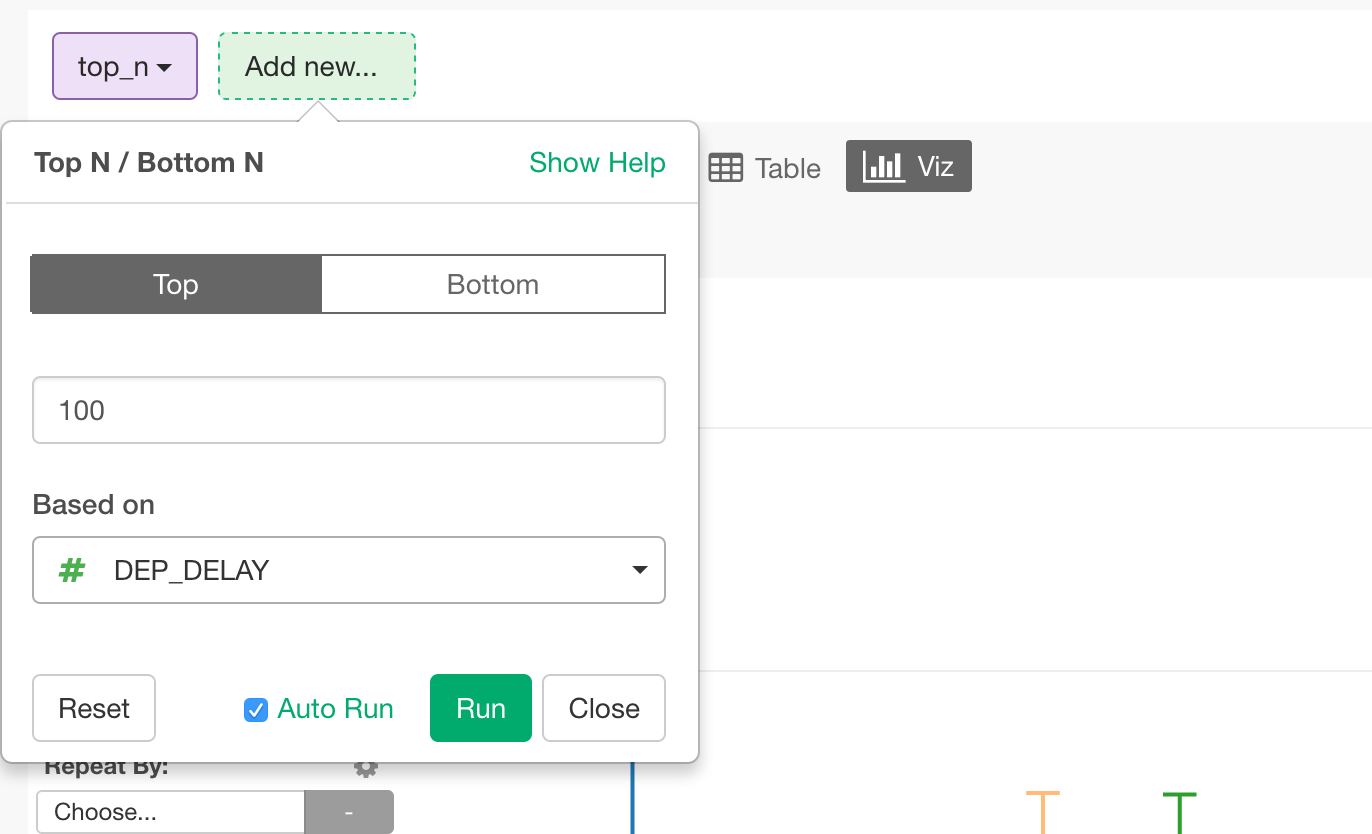 top_n
Add new...
Top N / Bottom N
Show Help
Table
Viz
Top
Bottom
100
Based on
# DEP_DELAY
Reset
Auto Run
Run
Close
Repeat By:
Choose...
-